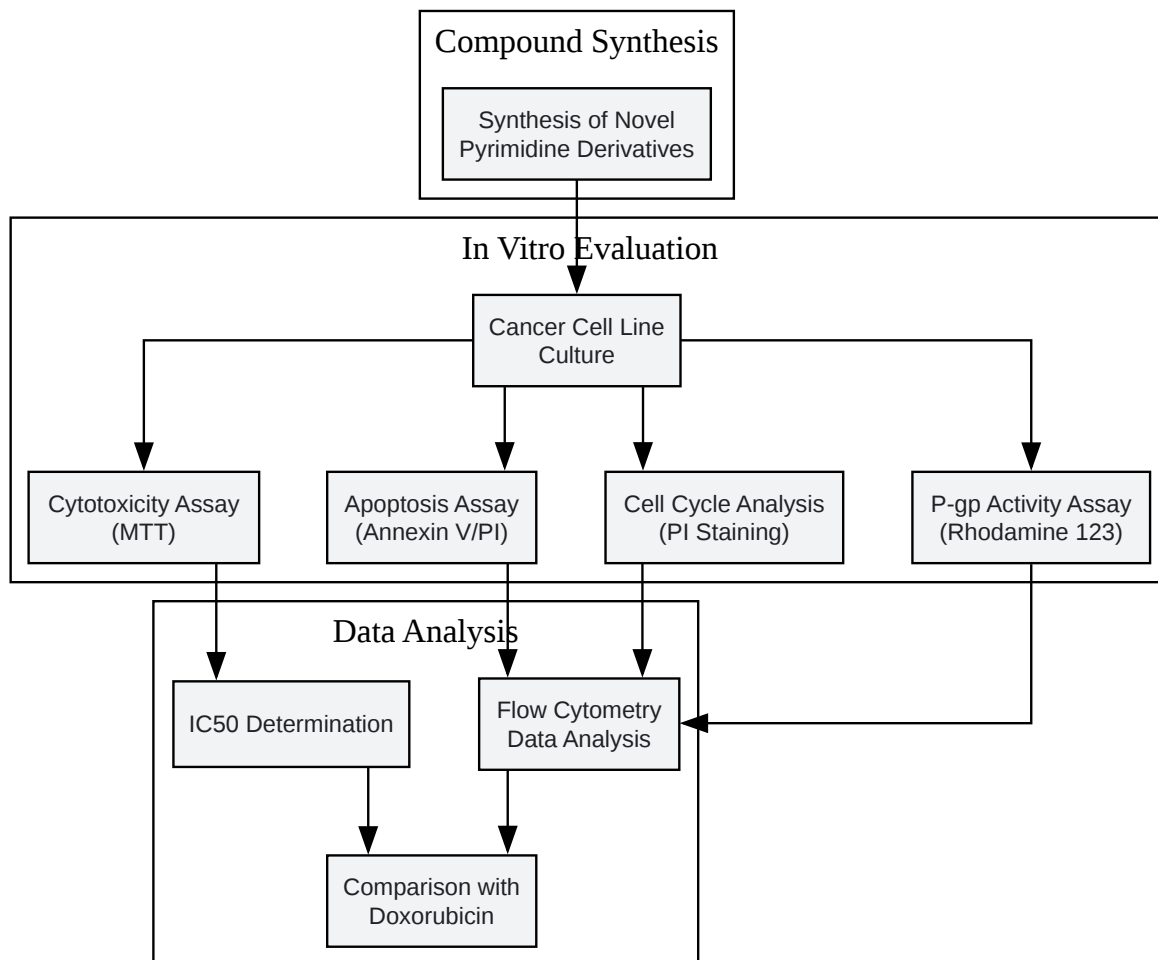 Compound Synthesis
Synthesis of Novel
Pyrimidine Derivatives
In Vitro Evaluation
Cancer Cell Line
Culture
Cytotoxicity Assay
(MTT)
Apoptosis Assay
(Annexin V/PI)
Cell Cycle Analysis
(PI Staining)
P-gp Activity Assay
(Rhodamine 123)
Data Analysis
IC50 Determination
Flow Cytometry
Data Analysis
Comparison with
Doxorubicin